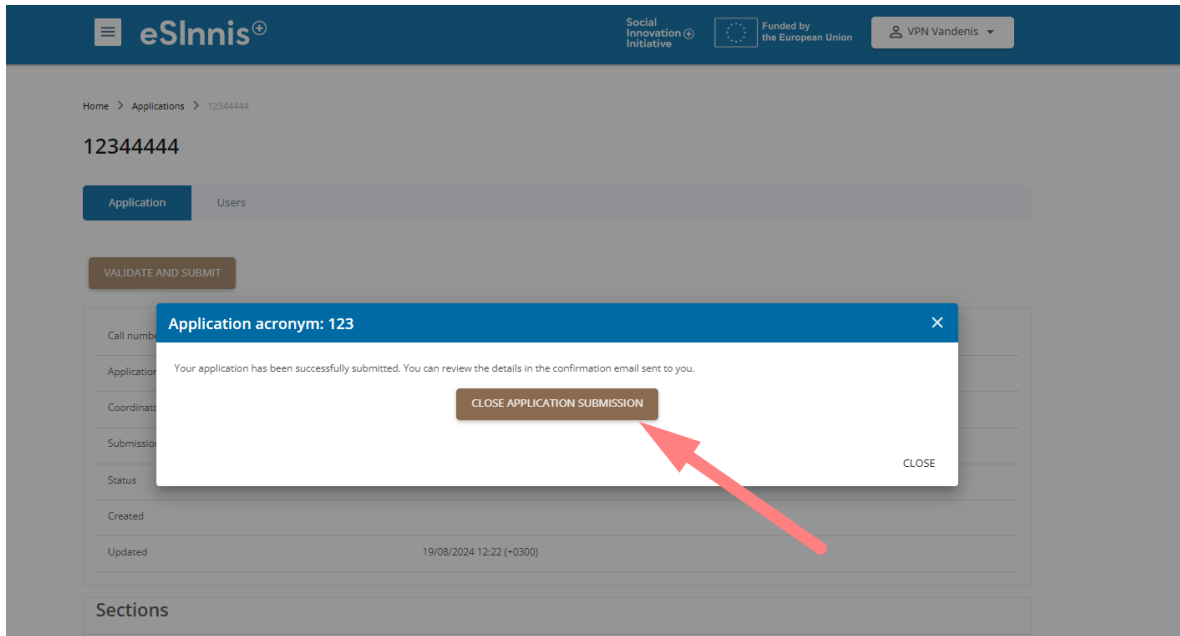 eSInnis⊕
Social
Innovation ⊕
Initiative
Funded by
the European Union
VPN Vandenis
Home > Applications > 12344444
12344444
Application
Users
VALIDATE AND SUBMIT
Application acronym: 123
Your application has been successfully submitted. You can review the details in the confirmation email sent to you.
CLOSE APPLICATION SUBMISSION
CLOSE
Call numbe
Application
Coordinato
Submission
Status
Created
Updated 19/08/2024 12:22 (+0300)
Sections